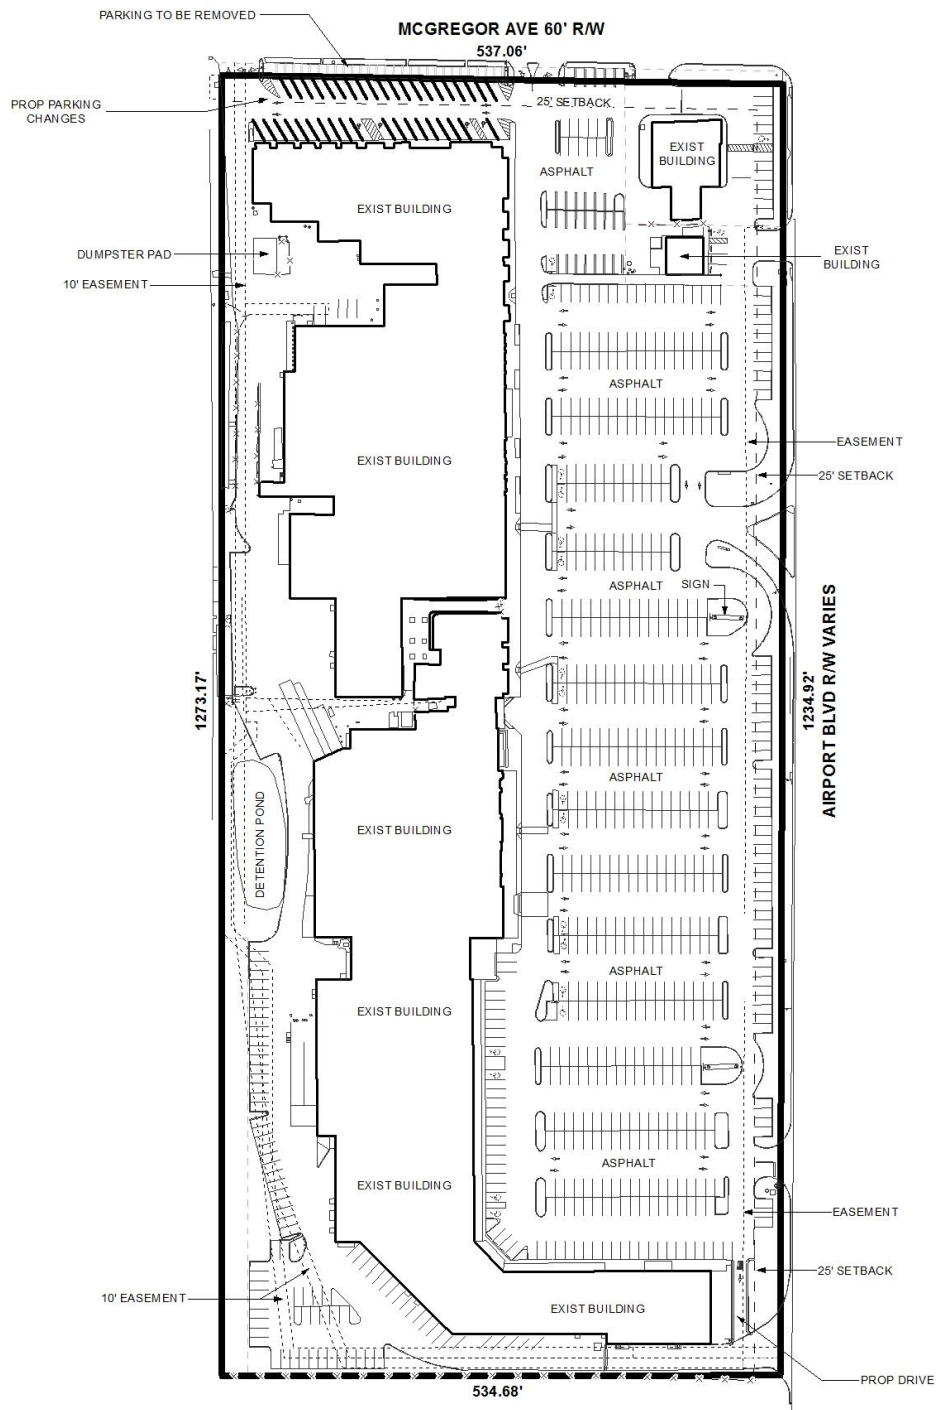 PARKING TO BE REMOVED
MCGREGOR AVE 60' R/W
537.06'
PROP PARKING
CHANGES
25' SETBACK
EXIST
BUILDING
ASPHALT
EXIST BUILDING
DUMPSTER PAD
EXIST
BUILDING
10' EASEMENT
ASPHALT
EASEMENT
EXIST BUILDING
25' SETBACK
ASPHALT
SIGN
1273.17'
1234.92'
AIRPORT BLVD R/W VARIES
ASPHALT
DETENTION POND
EXIST BUILDING
ASPHALT
EXIST BUILDING
ASPHALT
EXIST BUILDING
EASEMENT
25' SETBACK
10' EASEMENT
EXIST BUILDING
PROP DRIVE
534.68'